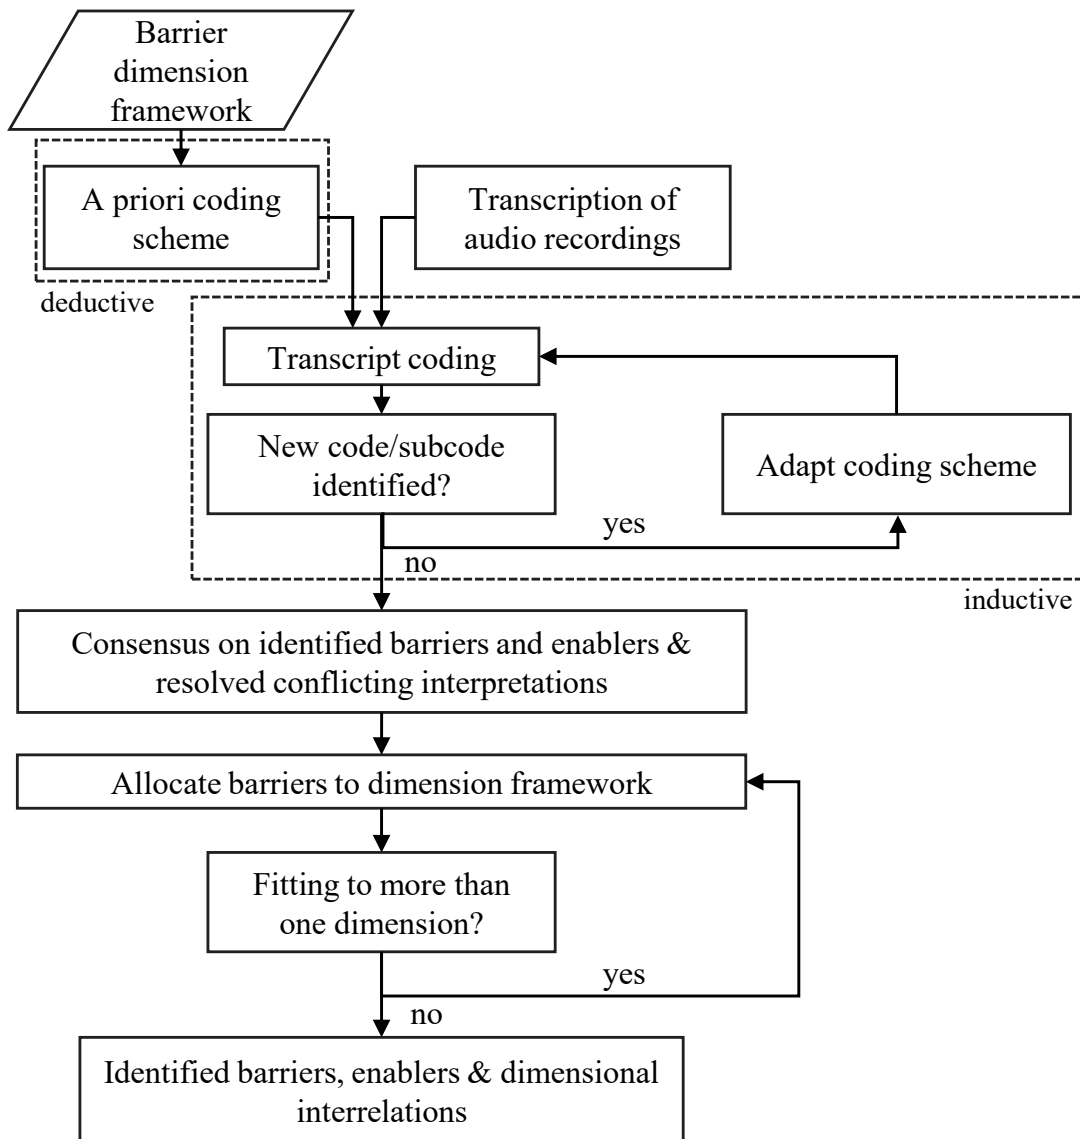 Barrier
dimension
framework
A priori coding
scheme
Transcription of
audio recordings
deductive
Transcript coding
New code/subcode
identified?
Adapt coding scheme
yes
no
inductive
Consensus on identified barriers and enablers &
resolved conflicting interpretations
Allocate barriers to dimension framework
Fitting to more than
one dimension?
yes
no
Identified barriers, enablers & dimensional
interrelations